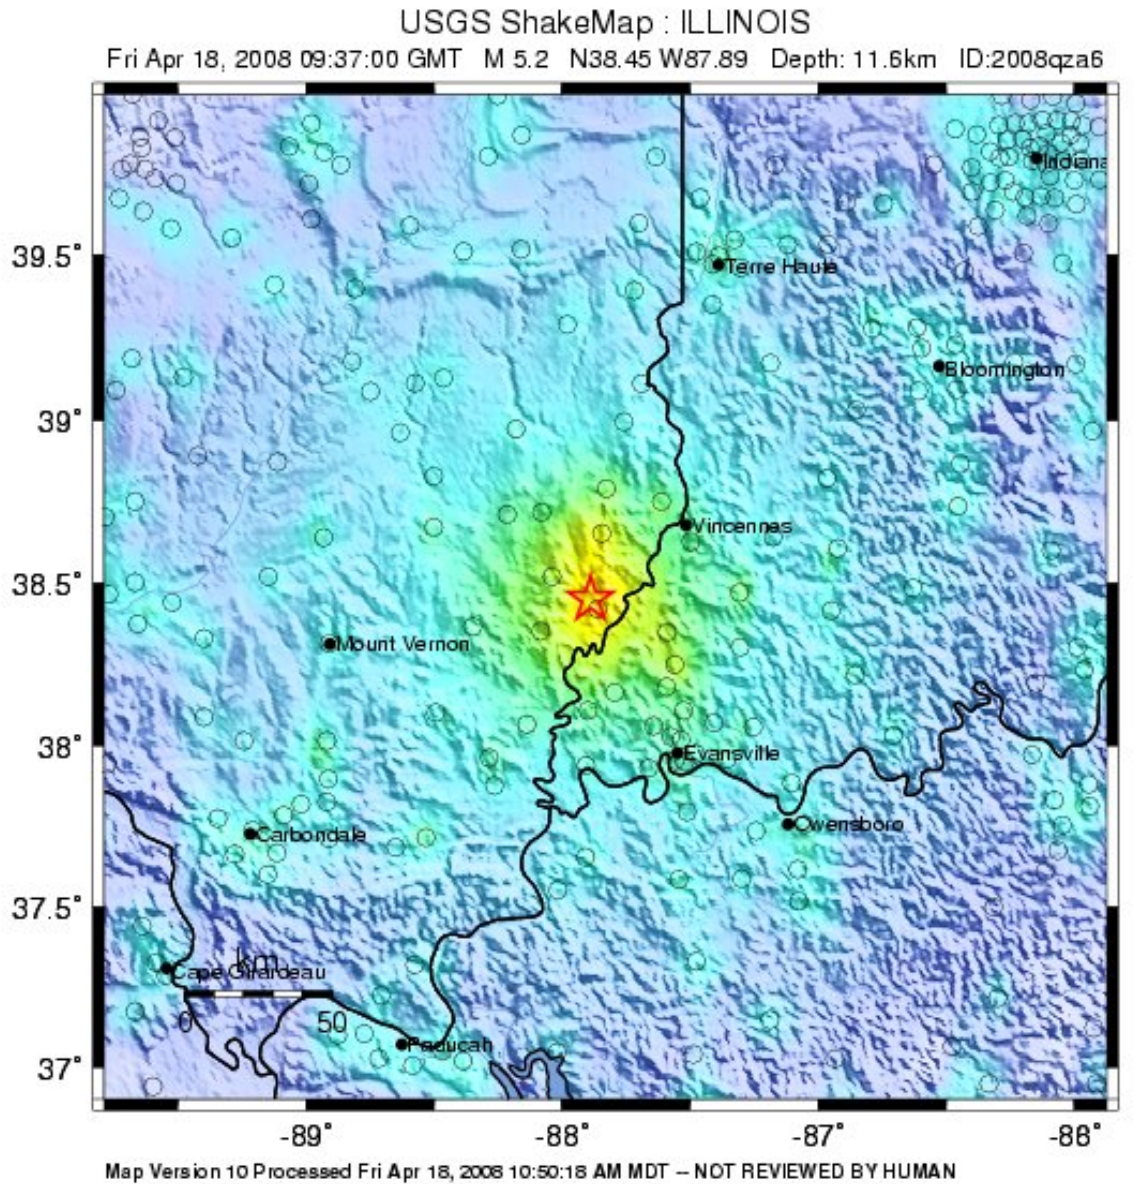 USGS ShakeMap : ILLINOIS
Fri Apr 18, 2008 09:37:00 GMT M 5.2 N38.45 W87.89 Depth: 11.6km ID:2008qza6
Indiana
39.5°
Terre Haute
Bloomington
39°
Vincennes
38.5°
Mount Vernon
38°
Evansville
Carbondale
Owensboro
37.5°
km
Cape Girardeau
0 50
Paducah
37°
-89° -88° -87° -86°
Map Version 10 Processed Fri Apr 18, 2008 10:50:18 AM MDT -- NOT REVIEWED BY HUMAN